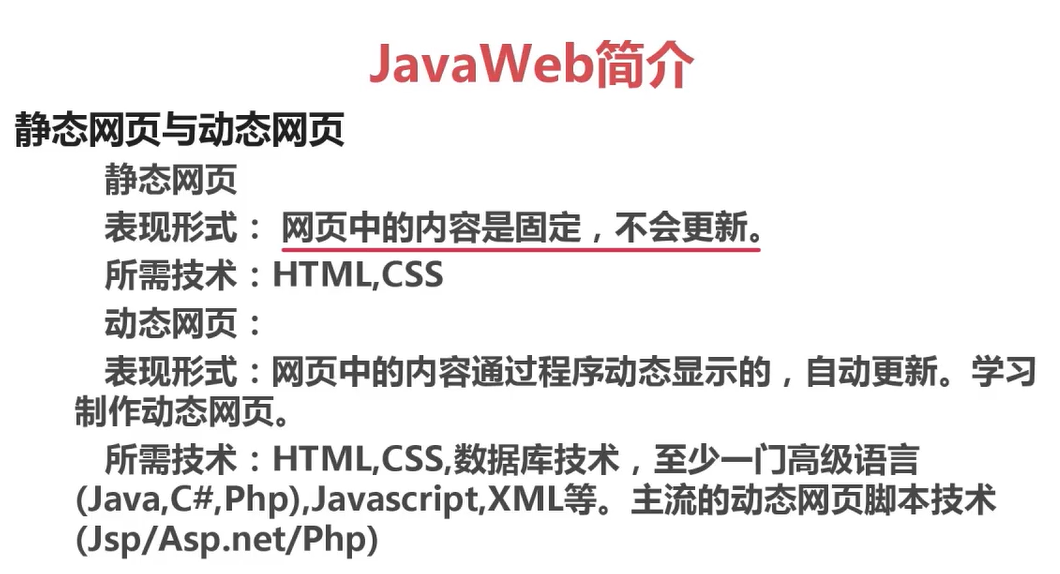 JavaWeb简介
静态网页与动态网页
静态网页
表现形式： 网页中的内容是固定，不会更新。
所需技术：HTML,CSS
动态网页：
表现形式：网页中的内容通过程序动态显示的，自动更新。学习
制作动态网页。
所需技术：HTML,CSS,数据库技术，至少一门高级语言
(Java,C#,Php),Javascript,XML等。主流的动态网页脚本技术
(Jsp/Asp.net/Php)